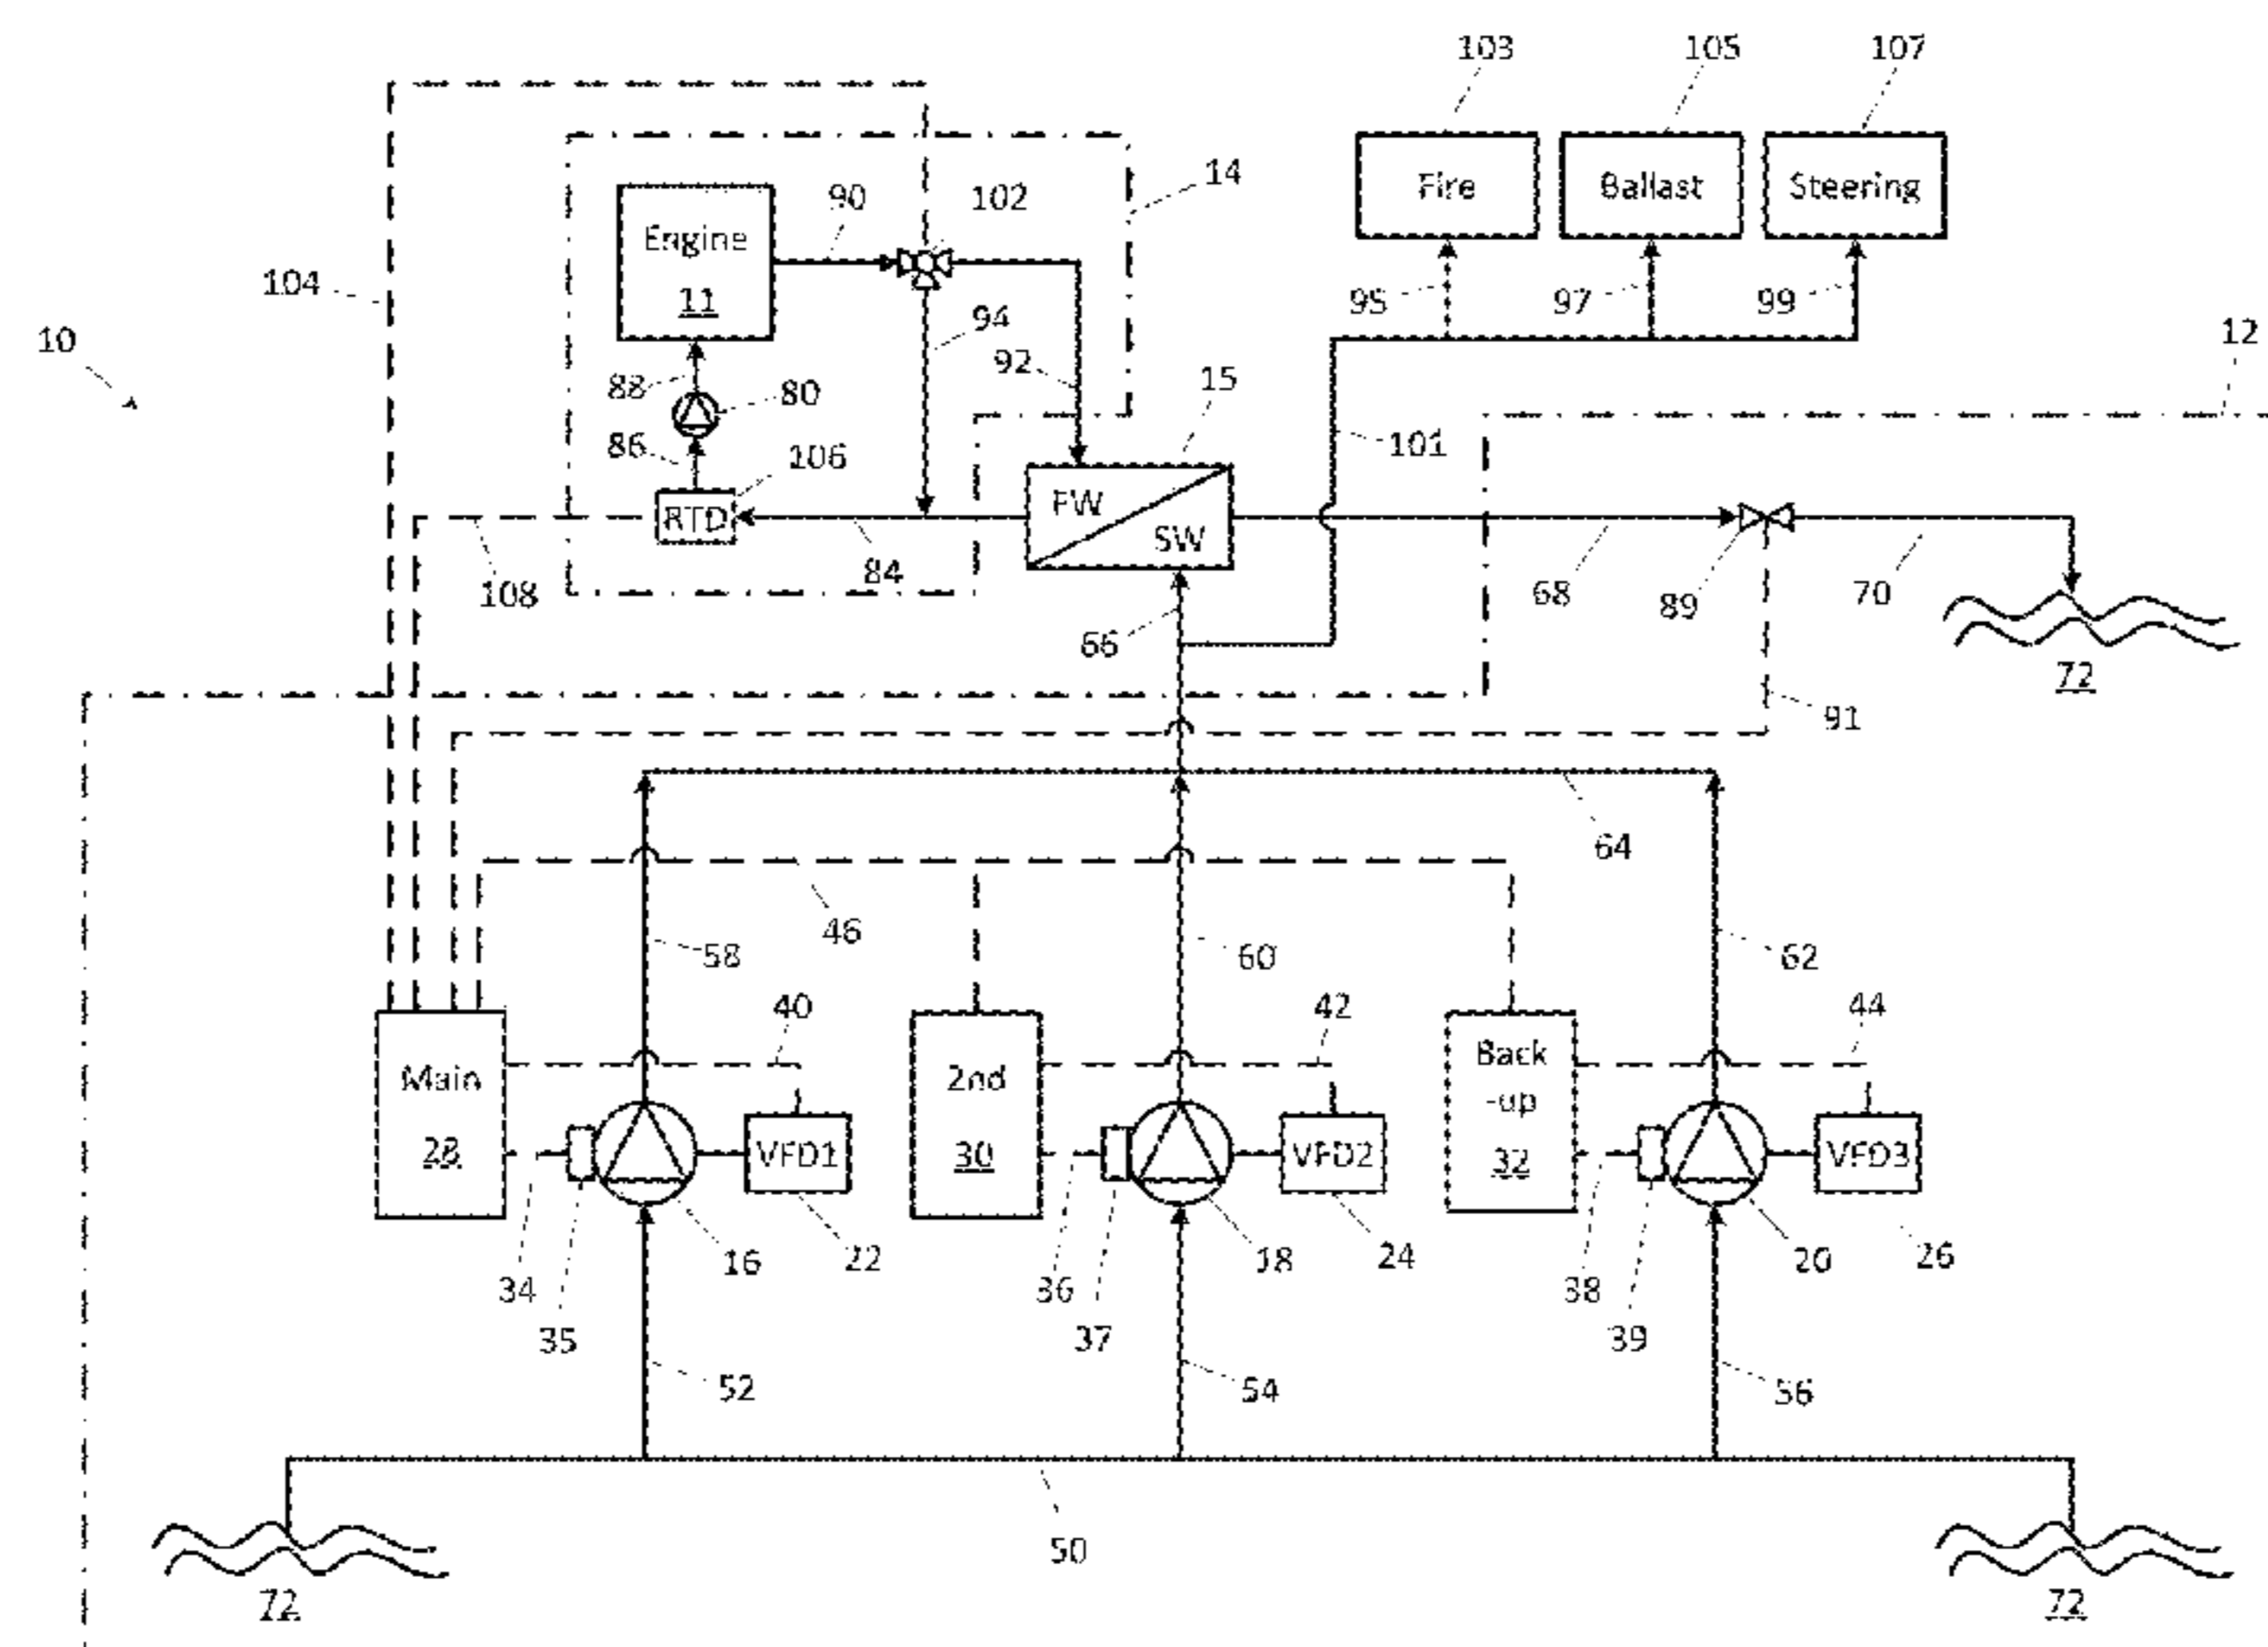 103 105 107
14
Fire Ballast Steering
90 102
Engine
11
104
95 97 99
94
10
12
92
15
88 80
101
86 106
FW
RTD
SW
84
108
68 89 70
66
72
91
64
46
58 60 62
40 42 44
Main 2nd Back
-up
28 30 32
VFD1 VFD2 VFD3
16 22 18 24 20 26
34 36 38
35 37 39
52 54 56
50
72 72